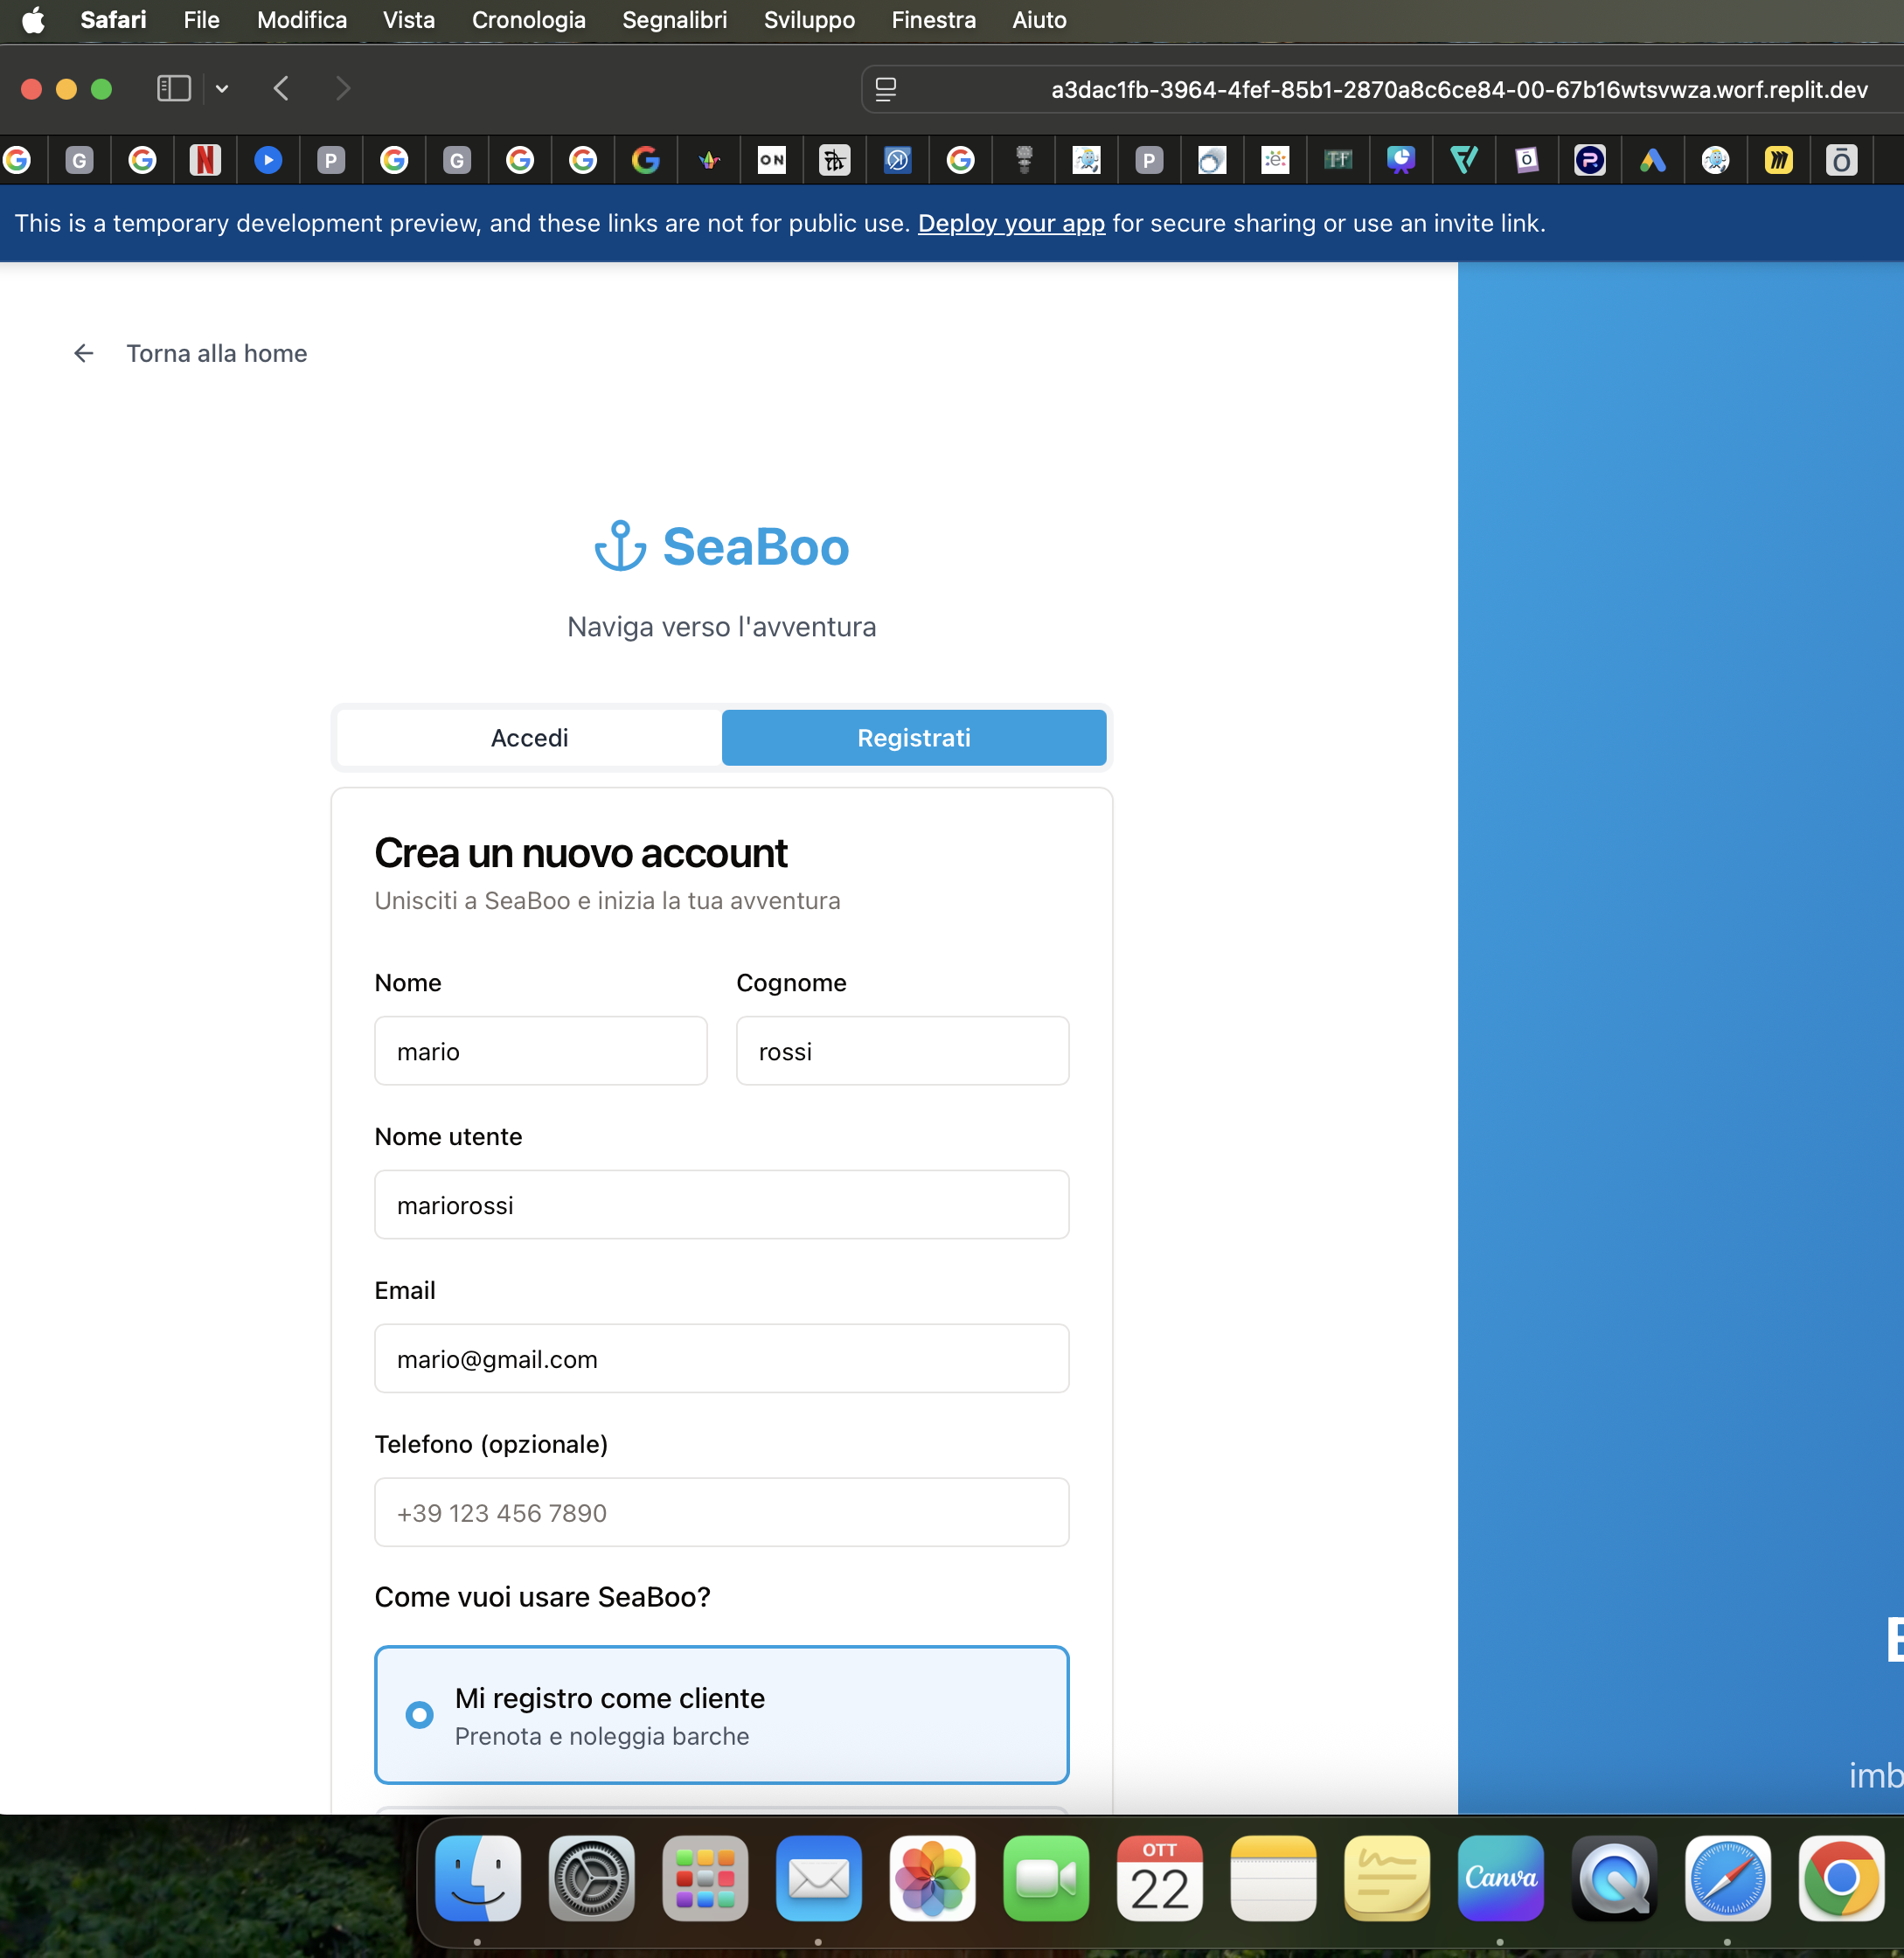 Safari File Modifica Vista Cronologia Segnalibri Sviluppo Finestra Aiuto
a3dac1fb-3964-4fef-85b1-2870a8c6ce84-00-67b16wtsvwza.worf.replit.dev
This is a temporary development preview, and these links are not for public use. Deploy your app for secure sharing or use an invite link.
Torna alla home
SeaBoo
Naviga verso l'avventura
Accedi Registrati
Crea un nuovo account
Unisciti a SeaBoo e inizia la tua avventura
Nome Cognome
mario rossi
Nome utente
mariorossi
Email
mario@gmail.com
Telefono (opzionale)
+39 123 456 7890
Come vuoi usare SeaBoo?
Mi registro come cliente
Prenota e noleggia barche
imb
OTT
22
Canva